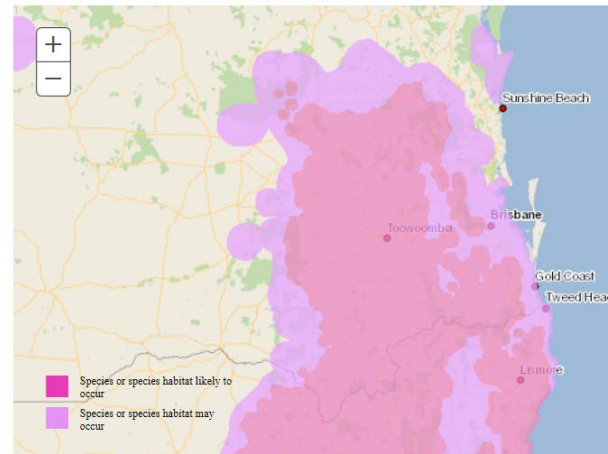 +
−
Sunshine Beach
Brisbane
Toowoomba
Gold Coast
Tweed Hea
Lismore
Species or species habitat likely to
occur
Species or species habitat may
occur